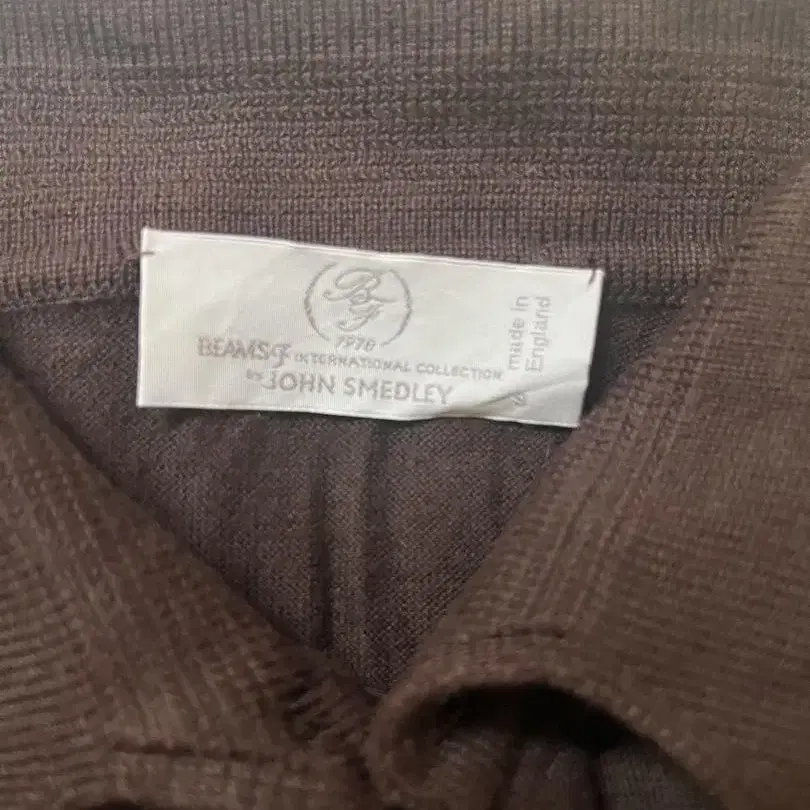 BF
1976
BEAMS F INTERNATIONAL COLLECTION
BY JOHN SMEDLEY
made in
England